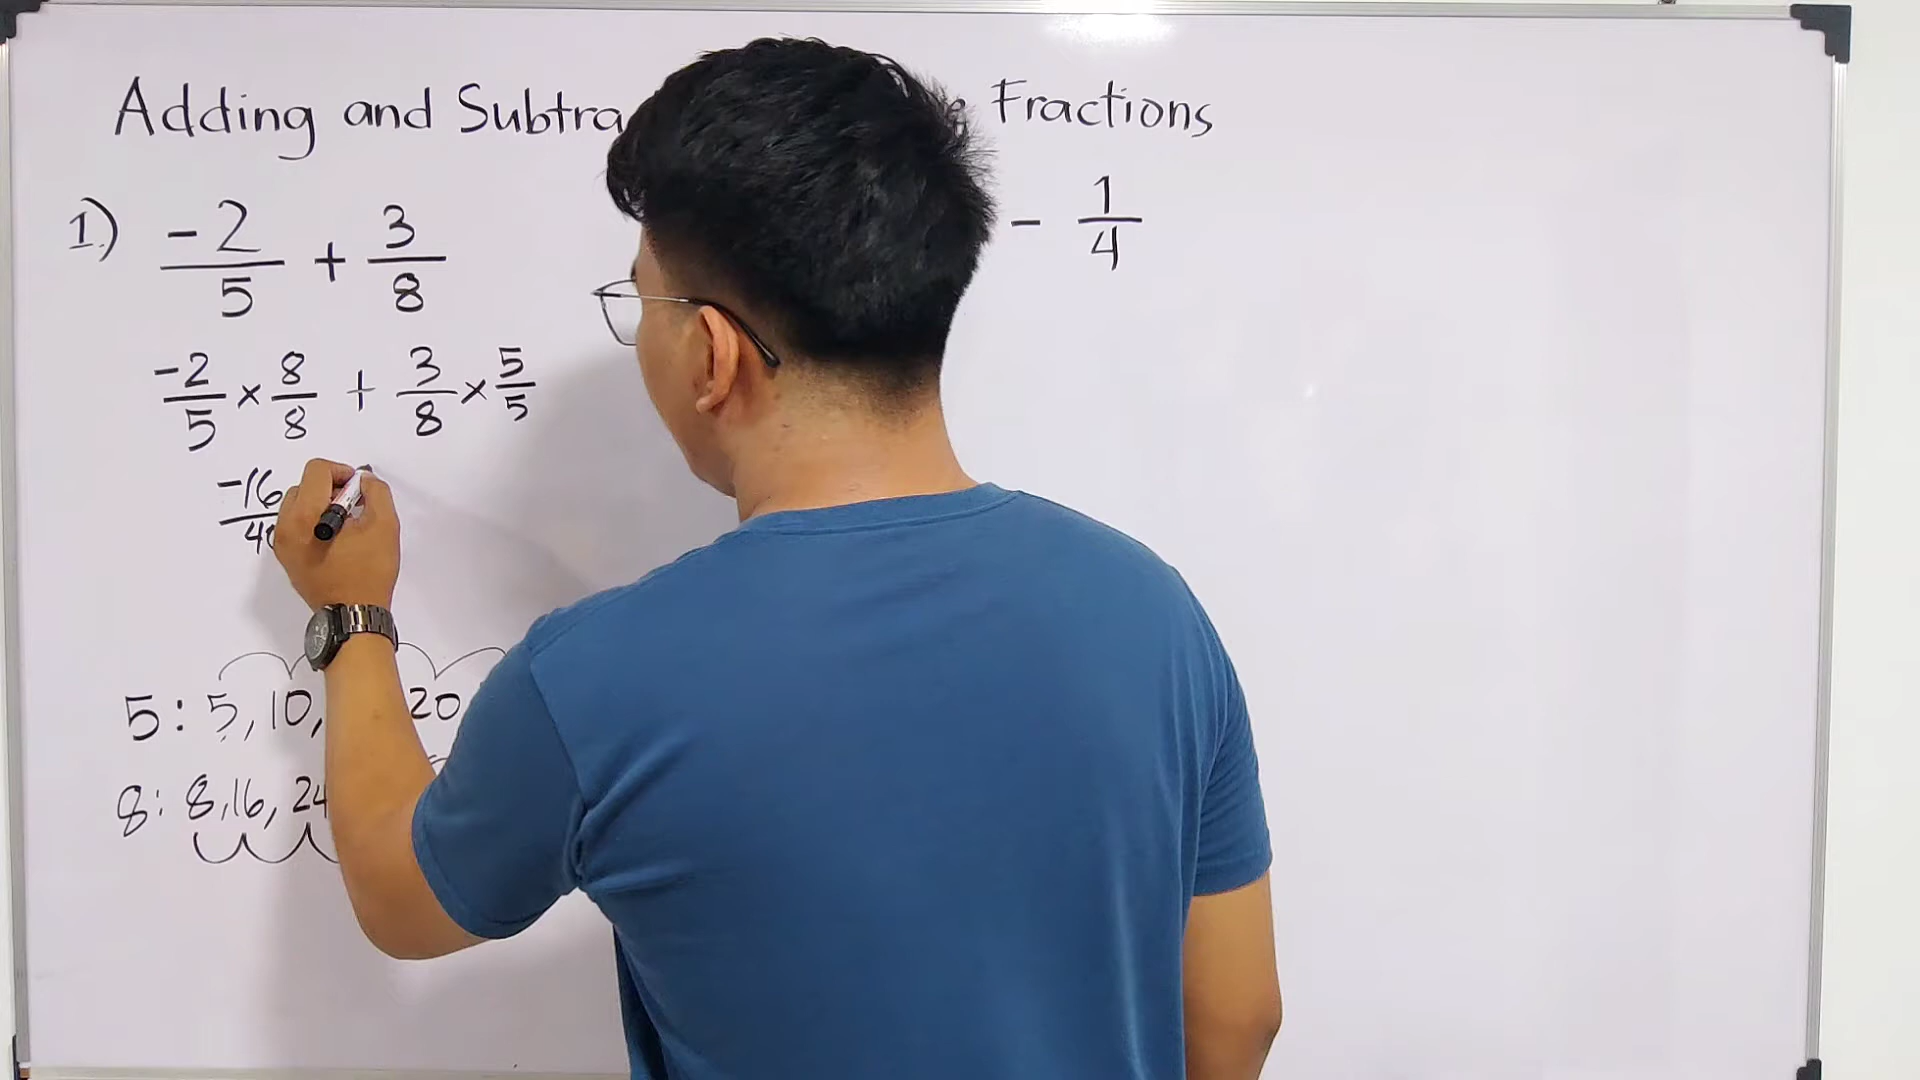 Adding and Fractions
1) -2/5 + 3/8
- 1/4
-2/5 × 8/8 + 3/8 × 5/5
-16
5: 5, 10, 20
8: 8, 16, 24